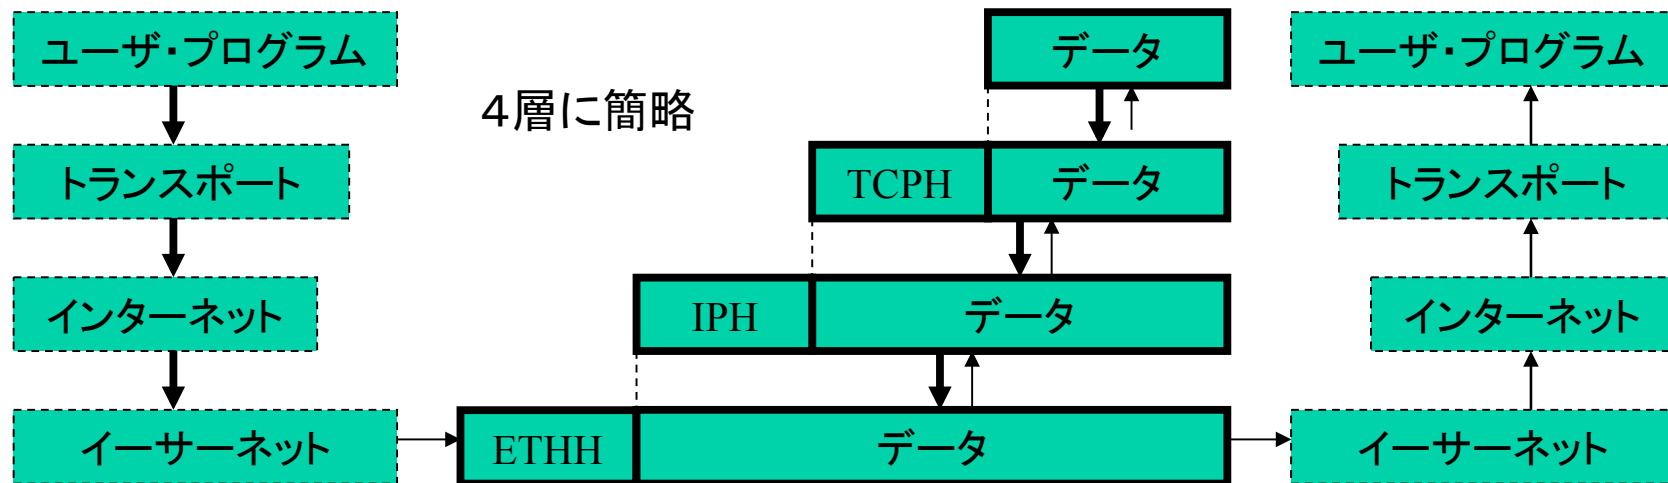 ユーザ・プログラム
トランスポート
インターネット
イーサーネット
4層に簡略
データ
TCPH データ
IPH データ
ETHH データ
ユーザ・プログラム
トランスポート
インターネット
イーサーネット